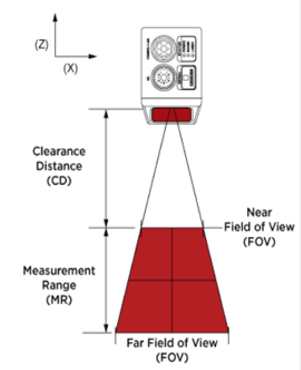 (Z)
(X)
Clearance
Distance
(CD)
Near
Field of View
(FOV)
Measurement
Range
(MR)
Far Field of View
(FOV)